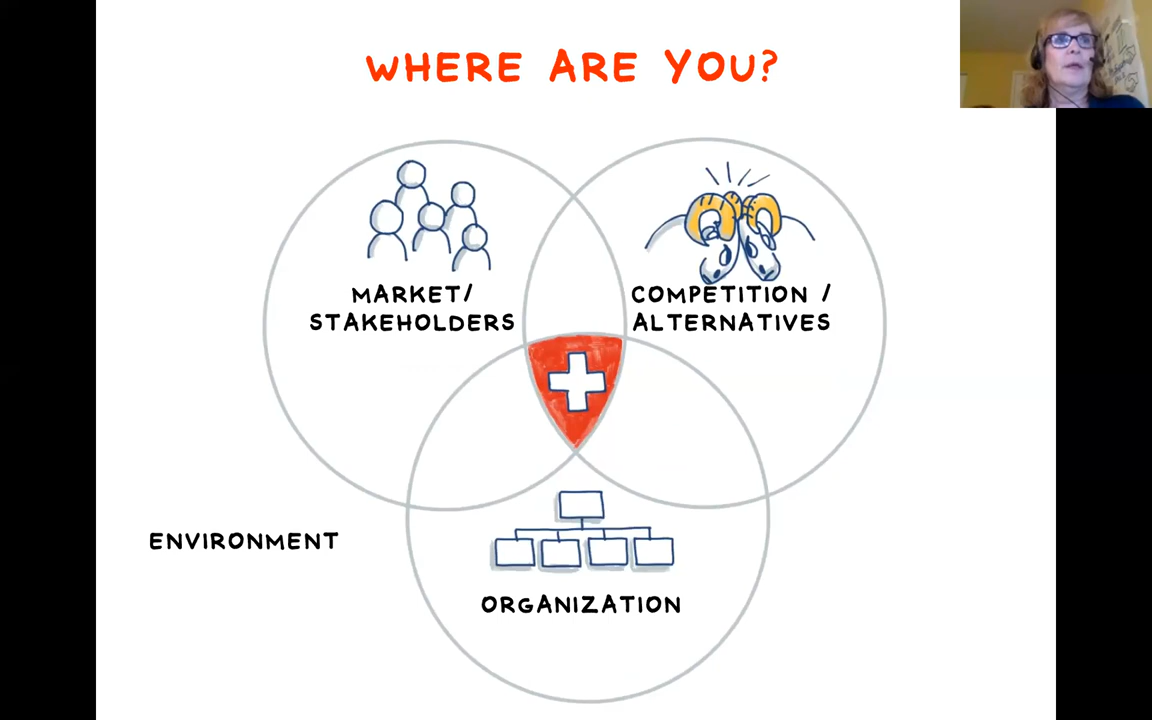 WHERE ARE YOU?
MARKET/
STAKEHOLDERS
COMPETITION /
ALTERNATIVES
ENVIRONMENT
ORGANIZATION